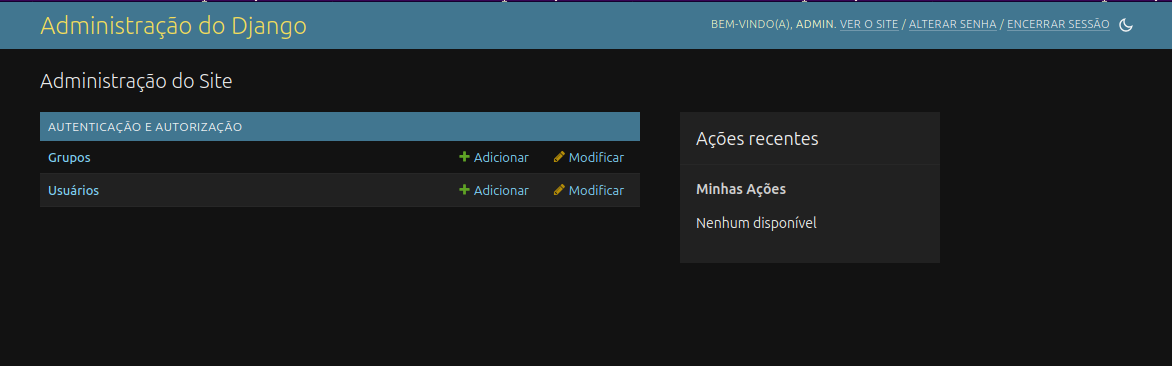 Administração do Django
BEM-VINDO(A), ADMIN. VER O SITE / ALTERAR SENHA / ENCERRAR SESSÃO
Administração do Site
AUTENTICAÇÃO E AUTORIZAÇÃO
Grupos Adicionar Modificar
Usuários Adicionar Modificar
Ações recentes
Minhas Ações
Nenhum disponível